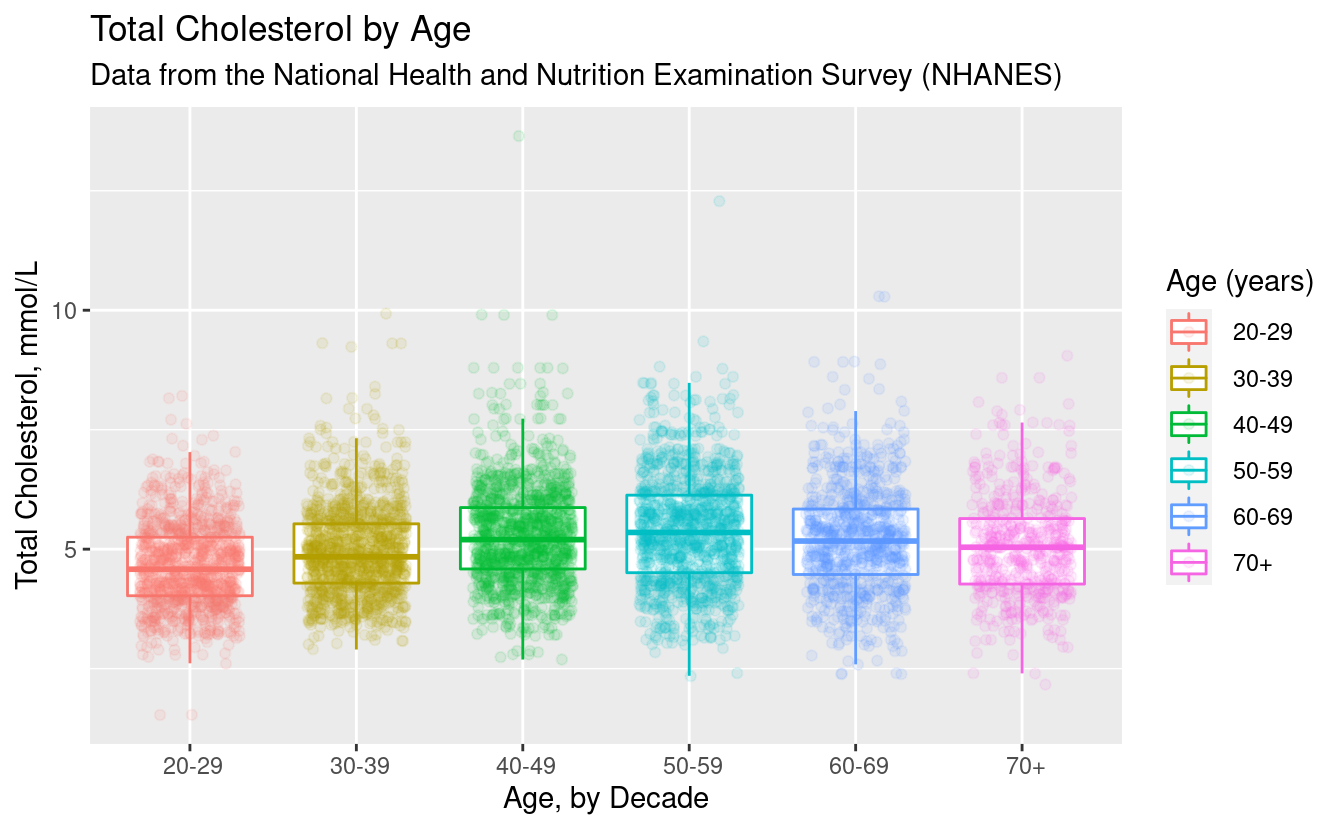 Total Cholesterol by Age
Data from the National Health and Nutrition Examination Survey (NHANES)
Total Cholesterol, mmol/L
10
5
20-29
30-39
40-49
50-59
60-69
70+
Age, by Decade
Age (years)
20-29
30-39
40-49
50-59
60-69
70+